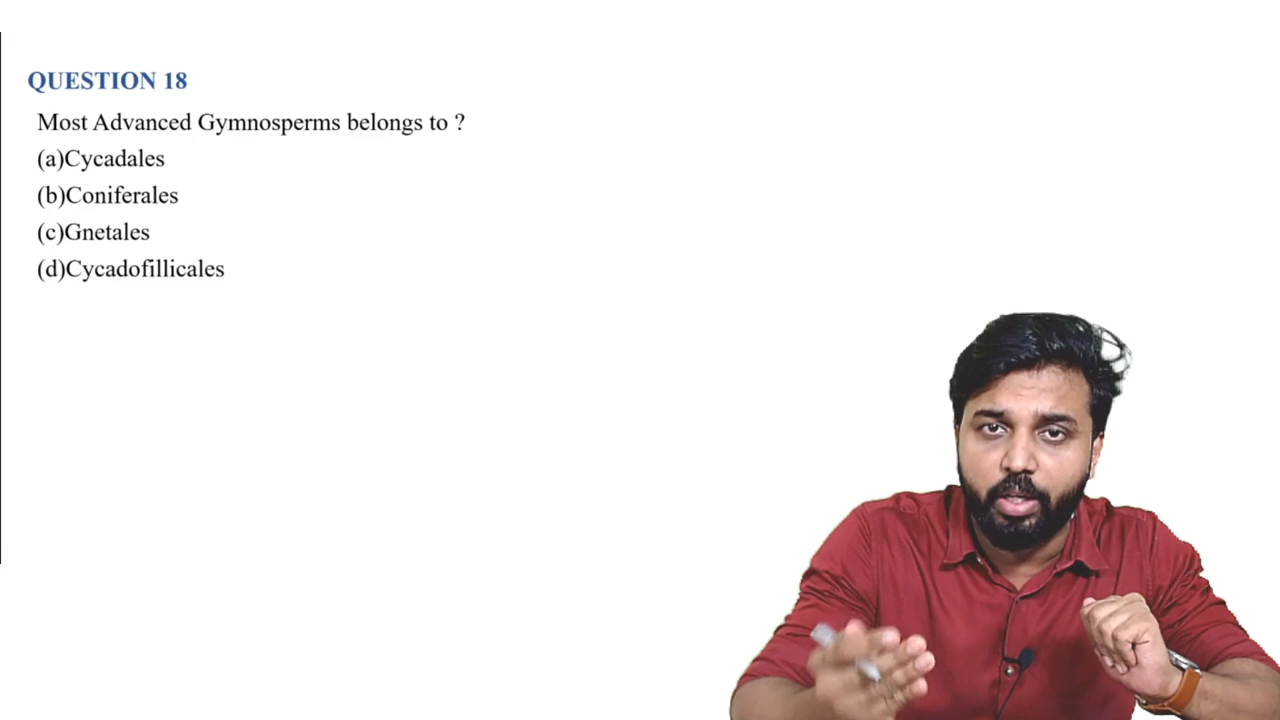 QUESTION 18
Most Advanced Gymnosperms belongs to ?
(a)Cycadales
(b)Coniferales
(c)Gnetales
(d)Cycadofillicales